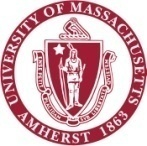 UNIVERSITY OF MASSACHUSETTS
AMHERST 1863